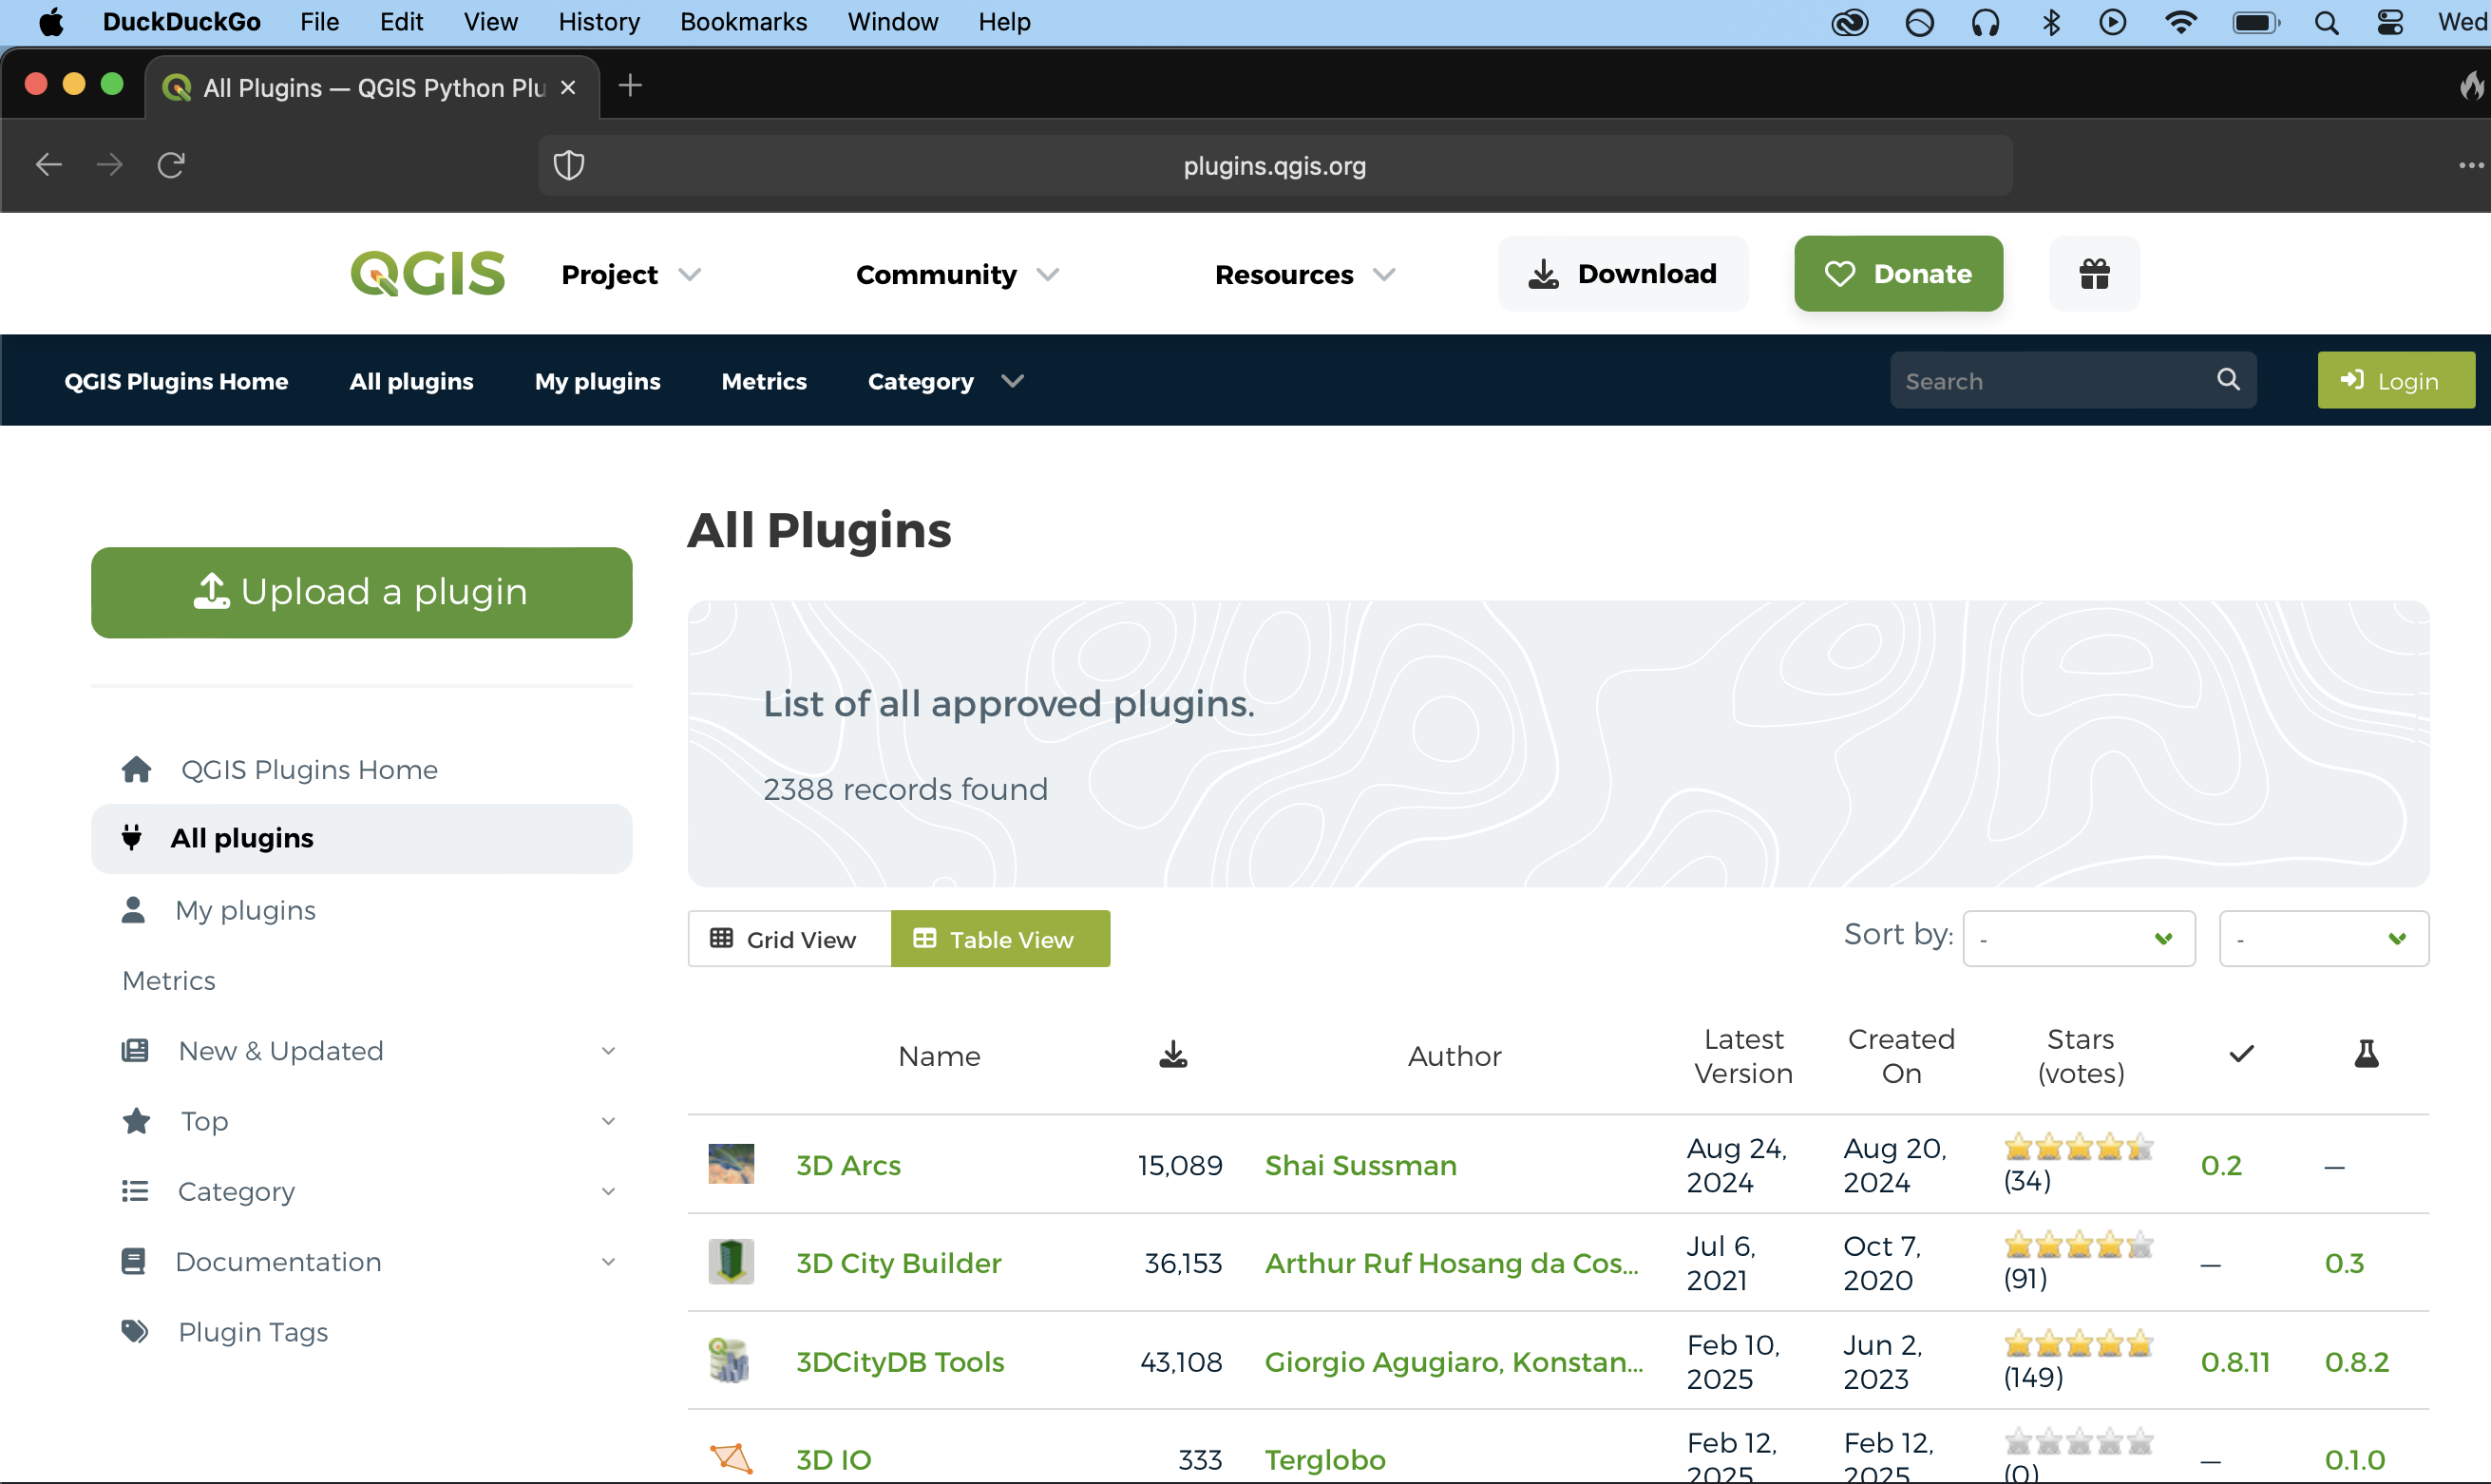 DuckDuckGo File Edit View History Bookmarks Window Help Wed
All Plugins — QGIS Python Plu
plugins.qgis.org
QGIS Project Community Resources Download Donate
QGIS Plugins Home All plugins My plugins Metrics Category Search Login
All Plugins
Upload a plugin
List of all approved plugins.
2388 records found
QGIS Plugins Home
All plugins
My plugins
Metrics
New & Updated
Top
Category
Documentation
Plugin Tags
Grid View Table View Sort by: - -
Name Author Latest Version Created On Stars (votes)
3D Arcs 15,089 Shai Sussman Aug 24, 2024 Aug 20, 2024 (34) 0.2 —
3D City Builder 36,153 Arthur Ruf Hosang da Cos... Jul 6, 2021 Oct 7, 2020 (91) — 0.3
3DCityDB Tools 43,108 Giorgio Agugiaro, Konstan... Feb 10, 2025 Jun 2, 2023 (149) 0.8.11 0.8.2
3D IO 333 Terglobo Feb 12, 2025 Feb 12, 2025 (0) — 0.1.0